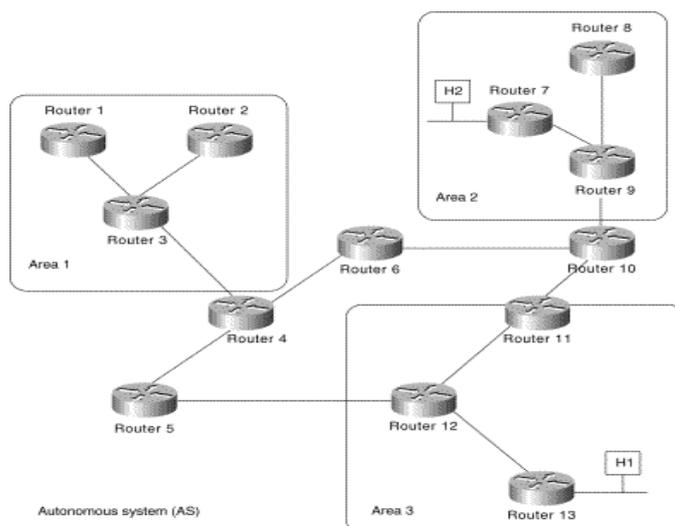 Router 8
H2
Router 7
Router 1
Router 2
Router 9
Area 2
Router 3
Area 1
Router 6
Router 10
Router 4
Router 11
Router 5
Router 12
H1
Autonomous system (AS)
Area 3
Router 13